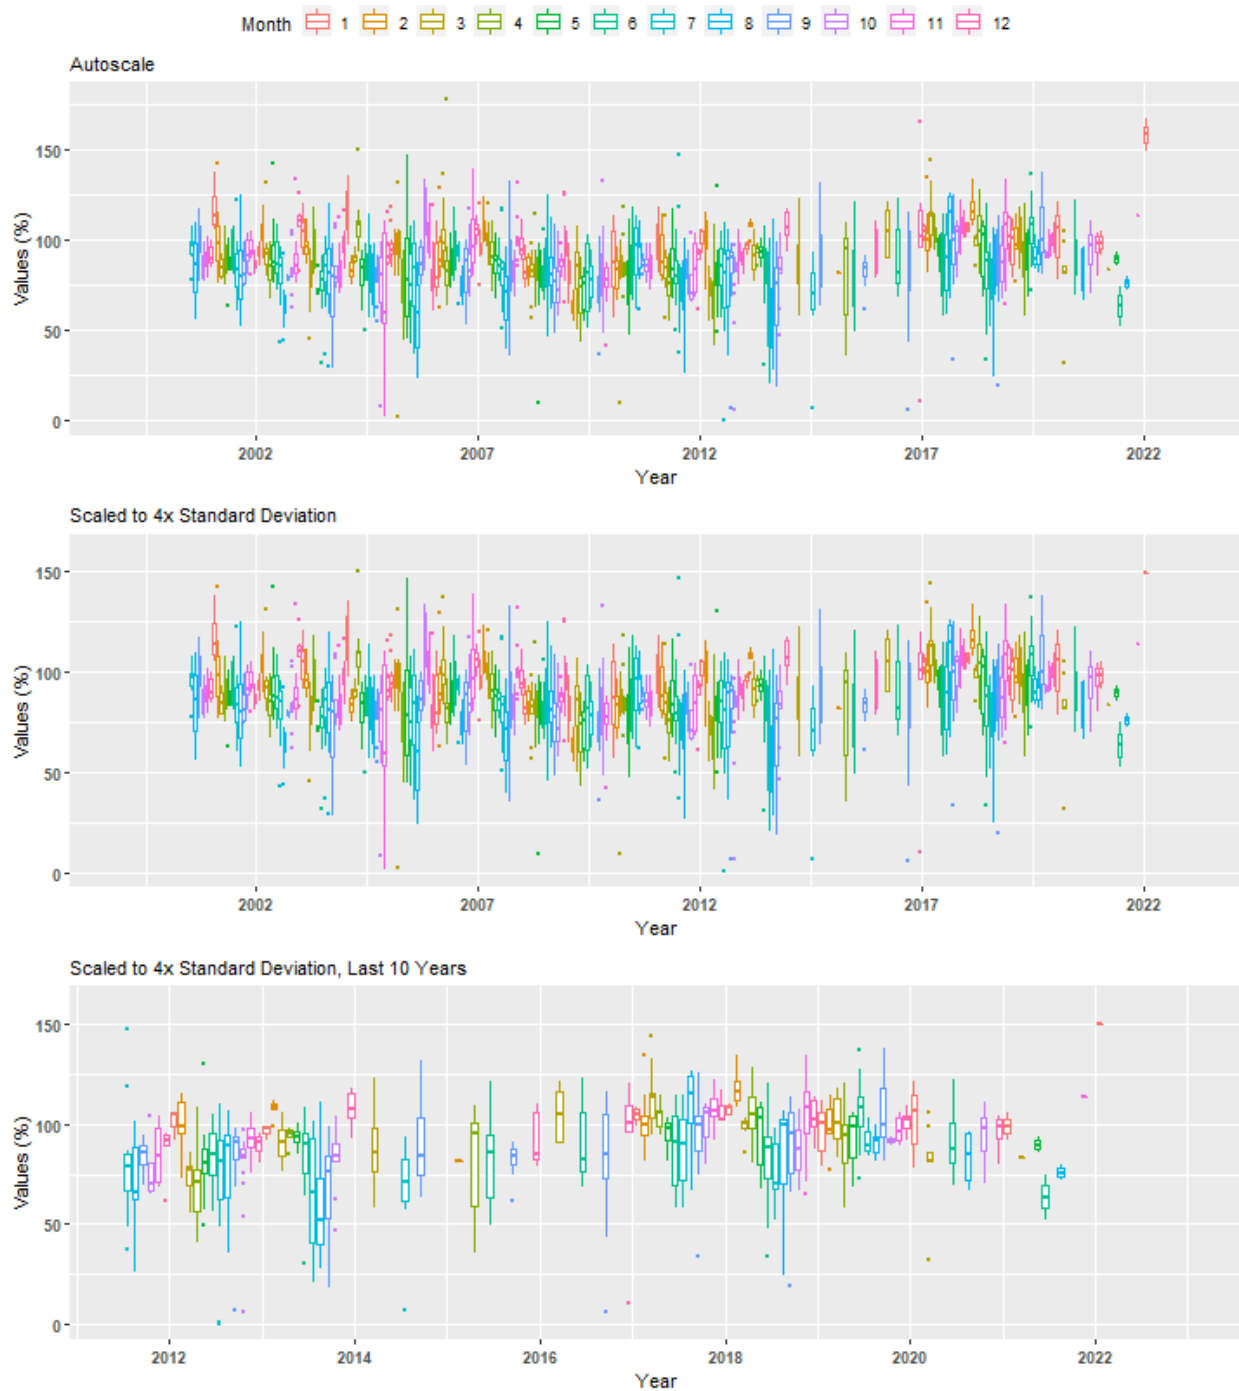 Month 1 2 3 4 5 6 7 8 9 10 11 12
Autoscale
150
100
50
0
Values (%)
2002 2007 2012 2017 2022
Year
Scaled to 4x Standard Deviation
150
100
50
0
Values (%)
2002 2007 2012 2017 2022
Year
Scaled to 4x Standard Deviation, Last 10 Years
150
100
50
0
Values (%)
2012 2014 2016 2018 2020 2022
Year